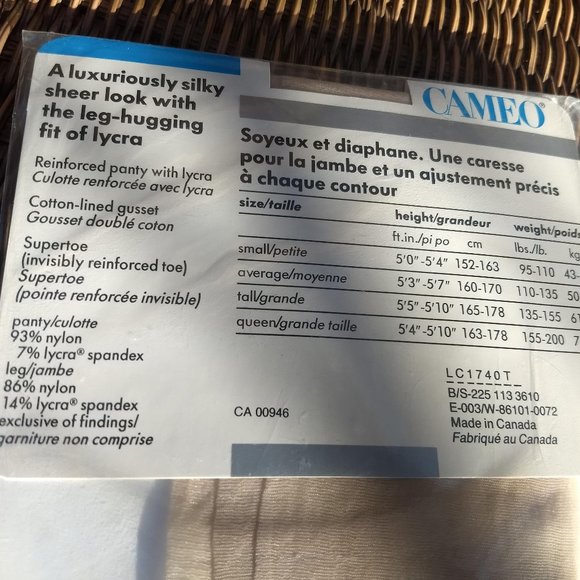 A luxuriously silky
sheer look with
the leg-hugging
fit of lycra
Reinforced panty with lycra
Culotte renforcée avec lycra
Cotton-lined gusset
Gousset doublé coton
Supertoe
(invisibly reinforced toe)
Supertoe
(pointe renforcée invisible)
panty/culotte
93% nylon
7% lycra® spandex
leg/jambe
86% nylon
14% lycra® spandex
exclusive of findings/
garniture non comprise
CAMEO®
Soyeux et diaphane. Une caresse
pour la jambe et un ajustement précis
à chaque contour
size/taille height/grandeur weight/poids
ft.in./pi po cm lbs./lb. kg
small/petite 5'0"-5'4" 152-163 95-110 43-
average/moyenne 5'3"-5'7" 160-170 110-135 50
tall/grande 5'5"-5'10" 165-178 135-155 61
queen/grande taille 5'4"-5'10" 163-178 155-200 7
CA 00946
LC1740T
B/S-225 113 3610
E-003/W-86101-0072
Made in Canada
Fabriqué au Canada